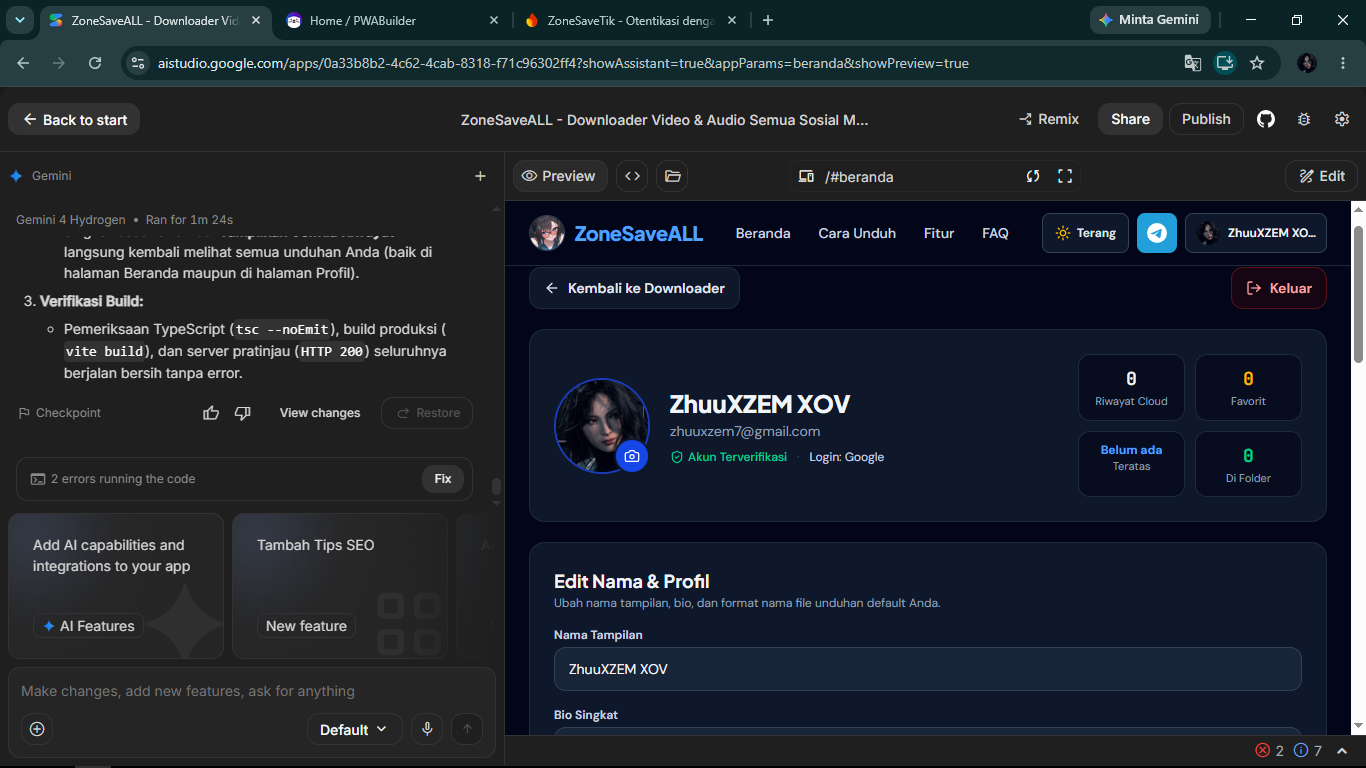 ZoneSaveALL - Downloader Vid
Home / PWABuilder
ZoneSaveTik - Otentikasi denga
Minta Gemini
aistudio.google.com/apps/0a33b8b2-4c62-4cab-8318-f71c96302ff4?showAssistant=true&appParams=beranda&showPreview=true
Back to start
ZoneSaveALL - Downloader Video & Audio Semua Sosial M...
Remix
Share
Publish
Gemini
Preview
/#beranda
Edit
Gemini 4 Hydrogen • Ran for 1m 24s
langsung kembali melihat semua unduhan Anda (baik di
halaman Beranda maupun di halaman Profil).
3. Verifikasi Build:
Pemeriksaan TypeScript (tsc --noEmit), build produksi (
vite build), dan server pratinjau (HTTP 200) seluruhnya
berjalan bersih tanpa error.
Checkpoint
View changes
Restore
2 errors running the code
Fix
Add AI capabilities and
integrations to your app
AI Features
Tambah Tips SEO
New feature
Make changes, add new features, ask for anything
Default
ZoneSaveALL
Beranda
Cara Unduh
Fitur
FAQ
Terang
ZhuuXZEM XO...
Kembali ke Downloader
Keluar
ZhuuXZEM XOV
zhuuxzem7@gmail.com
Akun Terverifikasi · Login: Google
0
Riwayat Cloud
0
Favorit
Belum ada
Teratas
0
Di Folder
Edit Nama & Profil
Ubah nama tampilan, bio, dan format nama file unduhan default Anda.
Nama Tampilan
ZhuuXZEM XOV
Bio Singkat
2
7